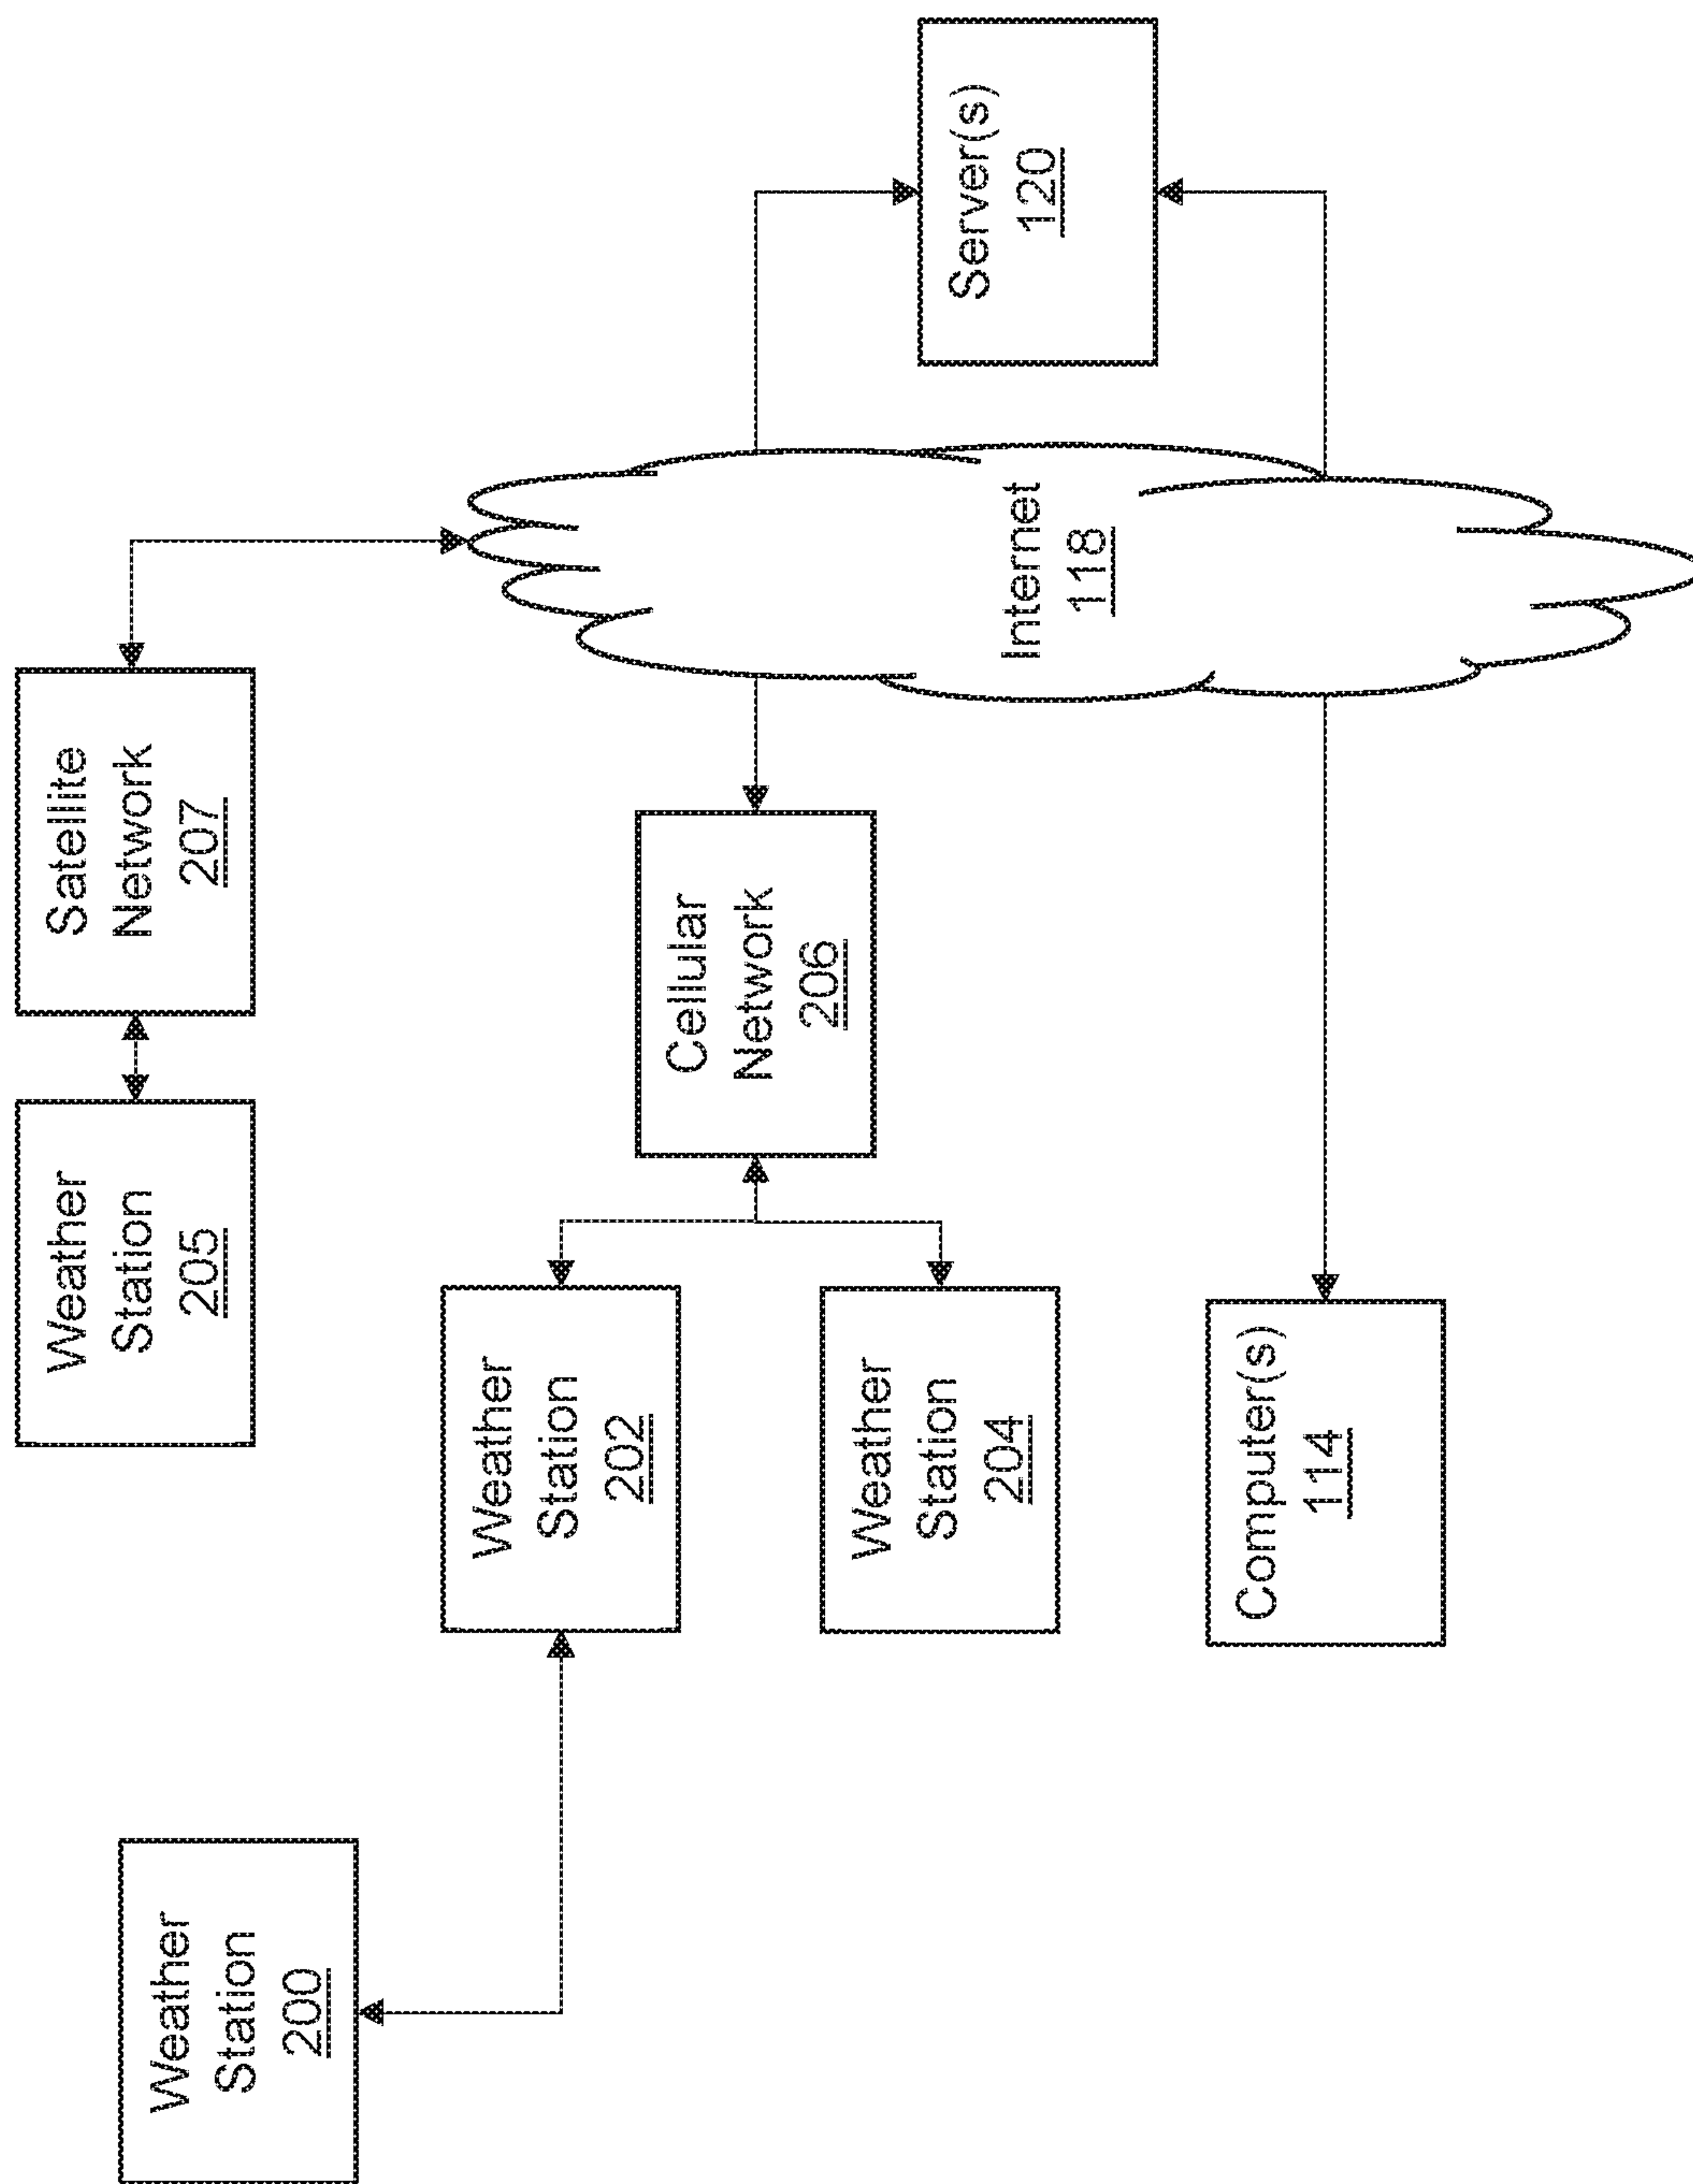 Weather
Station
200
Weather
Station
205
Satellite
Network
207
Weather
Station
202
Weather
Station
204
Cellular
Network
206
Computer(s)
114
Internet
118
Server(s)
120